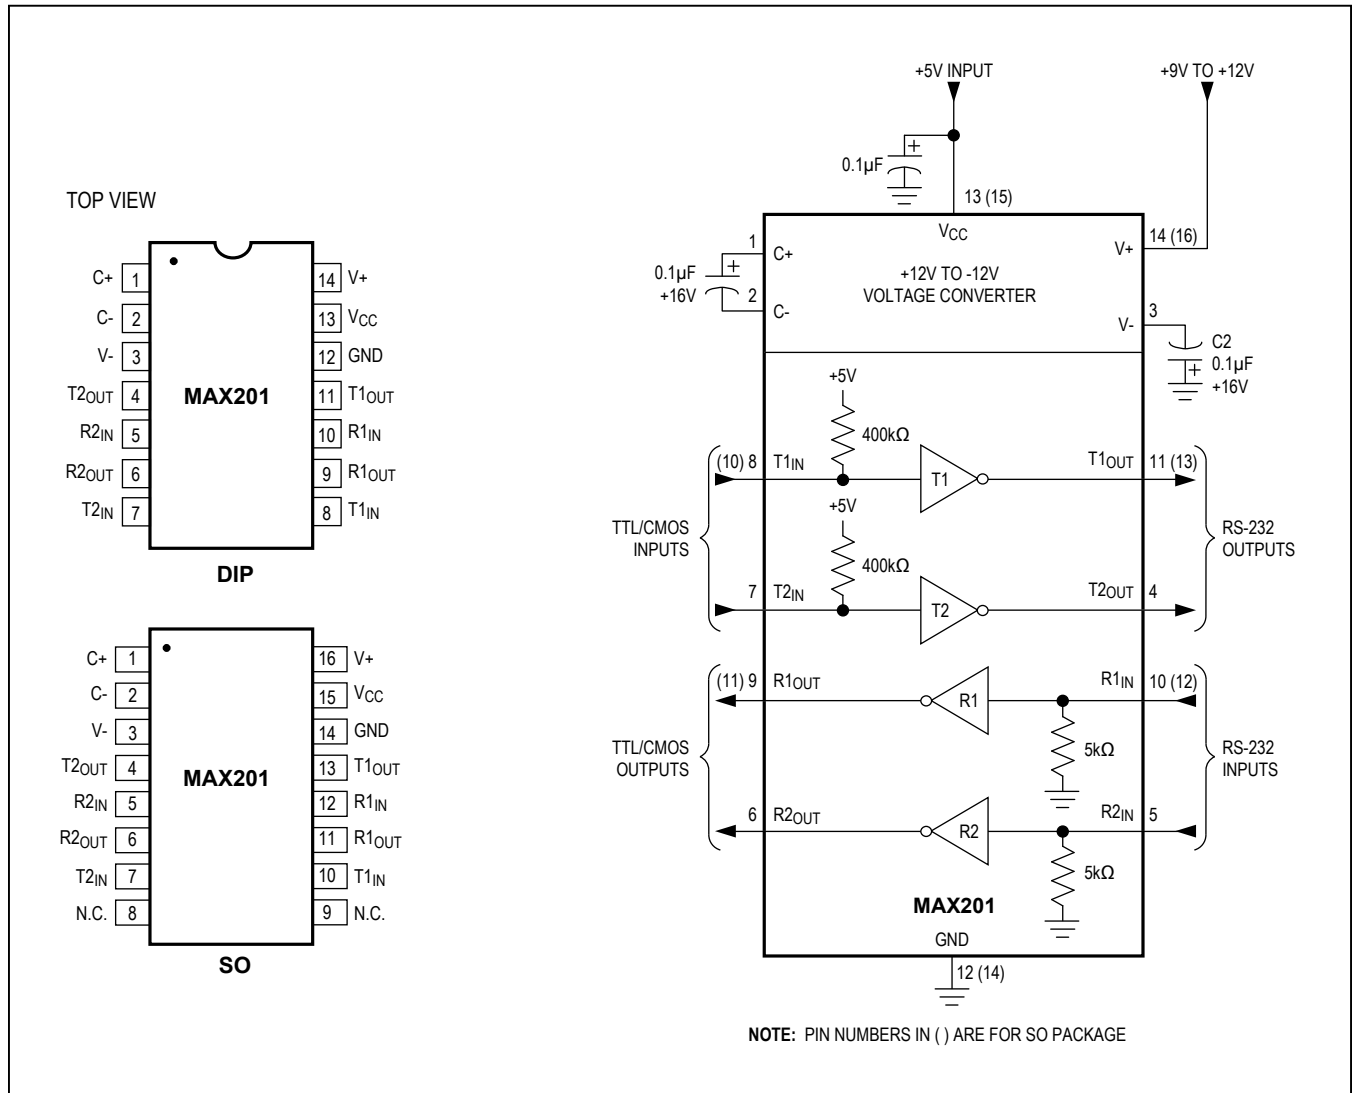 TOP VIEW
C+ 1 14 V+
C- 2 13 VCC
V- 3 12 GND
T2OUT 4 MAX201 11 T1OUT
R2IN 5 10 R1IN
R2OUT 6 9 R1OUT
T2IN 7 8 T1IN
DIP
C+ 1 16 V+
C- 2 15 VCC
V- 3 14 GND
T2OUT 4 MAX201 13 T1OUT
R2IN 5 12 R1IN
R2OUT 6 11 R1OUT
T2IN 7 10 T1IN
N.C. 8 9 N.C.
SO
+5V INPUT
+9V TO +12V
0.1µF +
13 (15)
VCC
1 C+
V+ 14 (16)
0.1µF +
+16V
+12V TO -12V
VOLTAGE CONVERTER
2 C-
V- 3
C2
0.1µF
+ +16V
+5V
400kΩ
(10) 8 T1IN T1 T1OUT 11 (13)
+5V
TTL/CMOS
INPUTS
RS-232
OUTPUTS
400kΩ
7 T2IN T2 T2OUT 4
(11) 9 R1OUT R1 R1IN 10 (12)
TTL/CMOS
OUTPUTS
5kΩ
RS-232
INPUTS
6 R2OUT R2 R2IN 5
5kΩ
MAX201
GND
12 (14)
NOTE: PIN NUMBERS IN ( ) ARE FOR SO PACKAGE